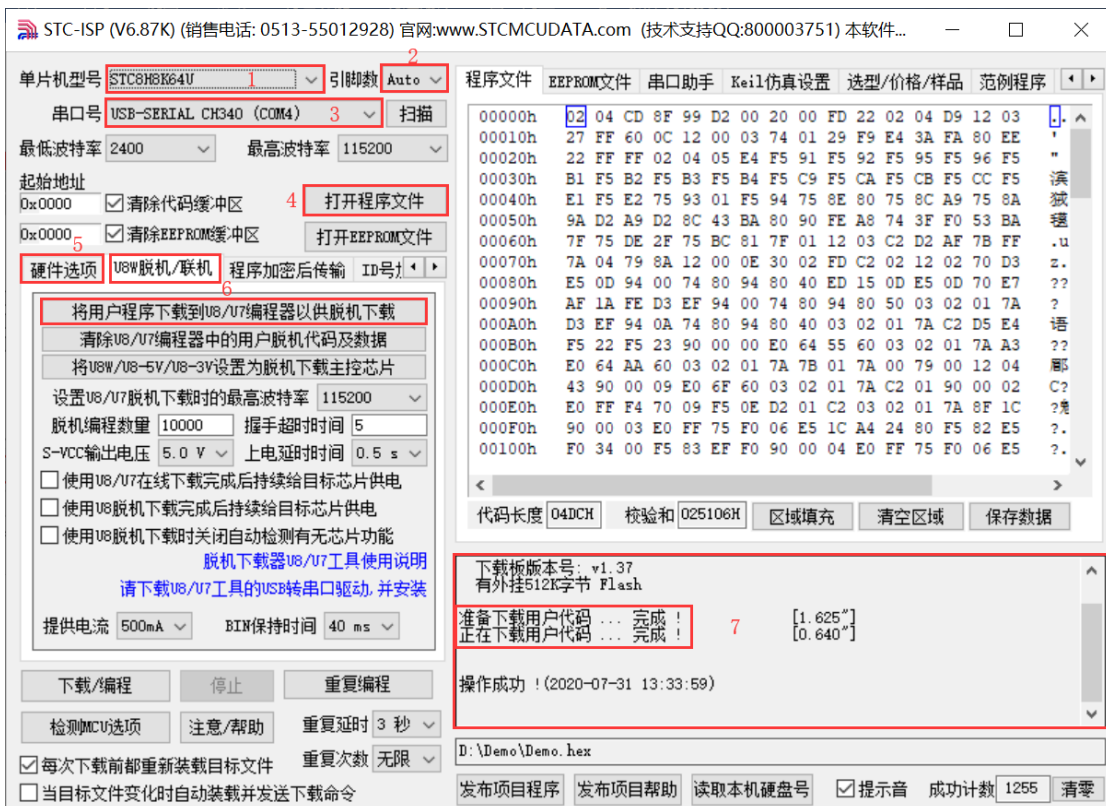 STC-ISP (V6.87K) (销售电话: 0513-55012928) 官网:www.STCMCUDATA.com (技术支持QQ:800003751) 本软件...
单片机型号 STC8H8K64U 1 引脚数 Auto 2
串口号 USB-SERIAL CH340 (COM4) 3 扫描
最低波特率 2400 最高波特率 115200
起始地址
0x0000 清除代码缓冲区 4 打开程序文件
0x0000 清除EEPROM缓冲区 打开EEPROM文件
5
硬件选项 U8W脱机/联机 程序加密后传输
6
将用户程序下载到U8/U7编程器以供脱机下载
清除U8/U7编程器中的用户脱机代码及数据
将U8W/U8-5V/U8-3V设置为脱机下载主控芯片
设置U8/U7脱机下载时的最高波特率 115200
脱机编程数量 10000 握手超时时间 5
S-VCC输出电压 5.0 V 上电延时时间 0.5 s
使用U8/U7在线下载完成后持续给目标芯片供电
使用U8脱机下载完成后持续给目标芯片供电
使用U8脱机下载时关闭自动检测有无芯片功能
脱机下载器U8/U7工具使用说明
请下载U8/U7工具的USB转串口驱动,并安装
提供电流 500mA BIN保持时间 40 ms
下载/编程 停止 重复编程
检测MCU选项 注意/帮助 重复延时 3 秒
每次下载前都重新装载目标文件 重复次数 无限
当目标文件变化时自动装载并发送下载命令
程序文件 EEPROM文件 串口助手 Keil仿真设置 选型/价格/样品 范例程序
00000h 02 04 CD 8F 99 D2 00 20 00 FD 22 02 04 D9 12 03 ..
00010h 27 FF 60 0C 12 00 03 74 01 29 F9 E4 3A FA 80 EE '
00020h 22 FF FF 02 04 05 E4 F5 91 F5 92 F5 95 F5 96 F5 "
00030h B1 F5 B2 F5 B3 F5 B4 F5 C9 F5 CA F5 CB F5 CC F5 滨
00040h E1 F5 E2 75 93 01 F5 94 75 8E 80 75 8C A9 75 8A
00050h 9A D2 A9 D2 8C 43 BA 80 90 FE A8 74 3F F0 53 BA
00060h 7F 75 DE 2F 75 BC 81 7F 01 12 03 C2 D2 AF 7B FF .u
00070h 7A 04 79 8A 12 00 0E 30 02 FD C2 02 12 02 70 D3 z.
00080h E5 0D 94 00 74 80 94 80 40 ED 15 0D E5 0D 70 E7 ??
00090h AF 1A FE D3 EF 94 00 74 80 94 80 50 03 02 01 7A ?
000A0h D3 EF 94 0A 74 80 94 80 40 03 02 01 7A C2 D5 E4 语
000B0h F5 22 F5 23 90 00 00 E0 64 55 60 03 02 01 7A A3 ??
000C0h E0 64 AA 60 03 02 01 7A 7B 01 7A 00 79 00 12 04
000D0h 43 90 00 09 E0 6F 60 03 02 01 7A C2 01 90 00 02 C?
000E0h E0 FF F4 70 09 F5 0E D2 01 C2 03 02 01 7A 8F 1C
000F0h 90 00 03 E0 FF 75 F0 06 E5 1C A4 24 80 F5 82 E5 ?.
00100h F0 34 00 F5 83 EF F0 90 00 04 E0 FF 75 F0 06 E5 ?.
代码长度 04DCH 校验和 025106H 区域填充 清空区域 保存数据
下载板版本号: v1.37
有外挂512K字节 Flash
准备下载用户代码 ... 完成 ! [1.625"]
正在下载用户代码 ... 完成 ! [0.640"]
7
操作成功 !(2020-07-31 13:33:59)
D:\Demo\Demo.hex
发布项目程序 发布项目帮助 读取本机硬盘号 提示音 成功计数 1255 清零